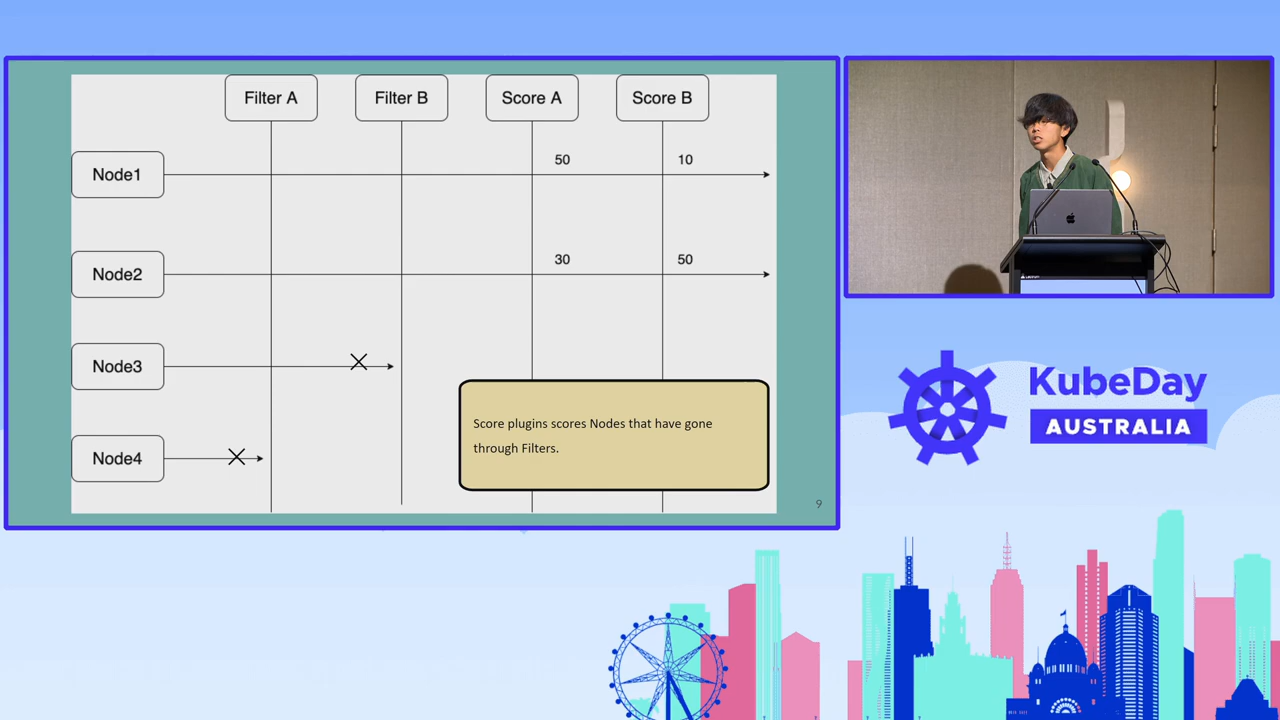 Filter A
Filter B
Score A
Score B
Node1
50
10
Node2
30
50
Node3
Node4
Score plugins scores Nodes that have gone
through Filters.
9
KubeDay
AUSTRALIA